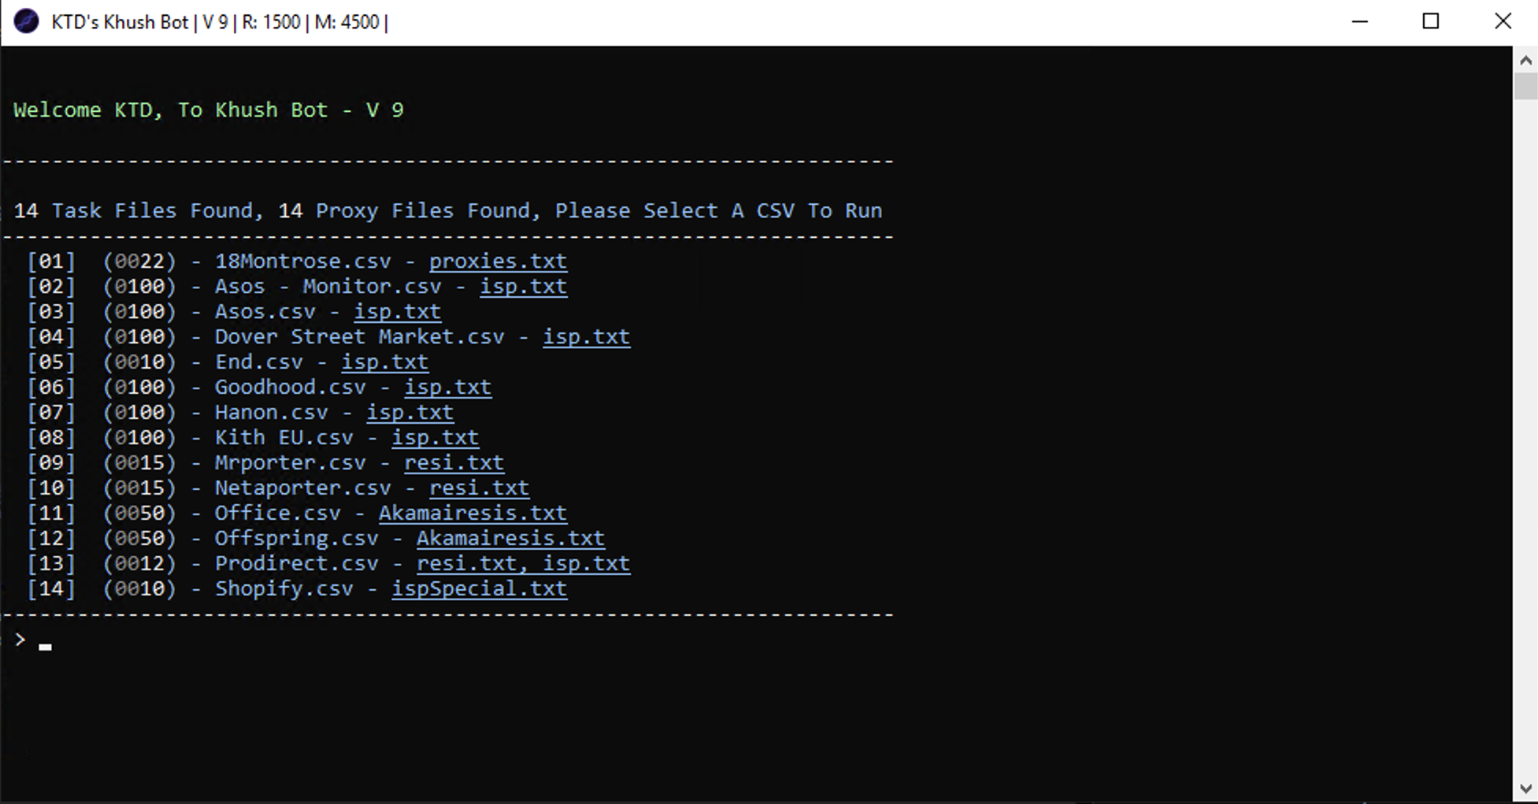 KTD's Khush Bot | V 9 | R: 1500 | M: 4500 |
Welcome KTD, To Khush Bot - V 9
-----------------------------------------------------------------------
14 Task Files Found, 14 Proxy Files Found, Please Select A CSV To Run
-----------------------------------------------------------------------
[01] (0022) - 18Montrose.csv - proxies.txt
[02] (0100) - Asos - Monitor.csv - isp.txt
[03] (0100) - Asos.csv - isp.txt
[04] (0100) - Dover Street Market.csv - isp.txt
[05] (0010) - End.csv - isp.txt
[06] (0100) - Goodhood.csv - isp.txt
[07] (0100) - Hanon.csv - isp.txt
[08] (0100) - Kith EU.csv - isp.txt
[09] (0015) - Mrporter.csv - resi.txt
[10] (0015) - Netaporter.csv - resi.txt
[11] (0050) - Office.csv - Akamairesis.txt
[12] (0050) - Offspring.csv - Akamairesis.txt
[13] (0012) - Prodirect.csv - resi.txt, isp.txt
[14] (0010) - Shopify.csv - ispSpecial.txt
-----------------------------------------------------------------------
> _